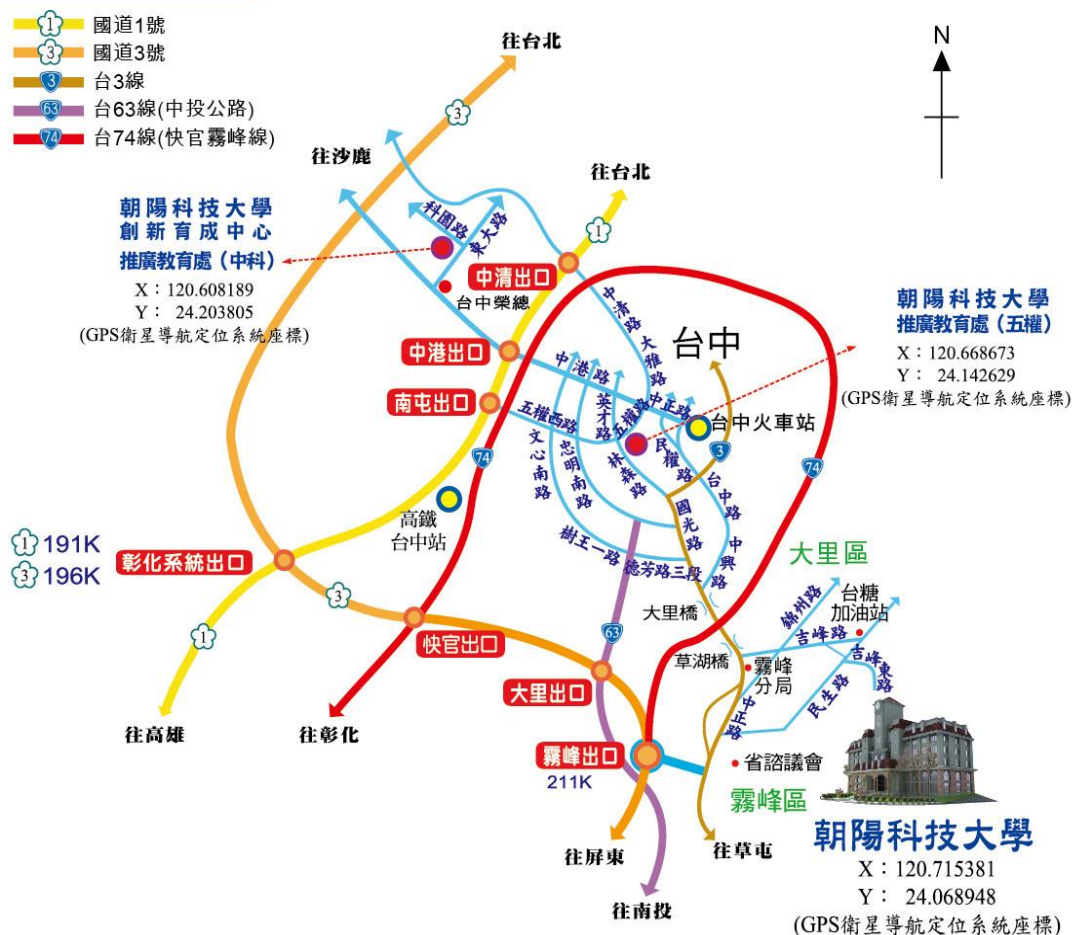 1 國道1號
3 國道3號
3 台3線
63 台63線(中投公路)
74 台74線(快官霧峰線)
N
往台北
3
往沙鹿
往台北
1
朝陽科技大學
創新育成中心
推廣教育處(中科)
X:120.608189
Y: 24.203805
(GPS衛星導航定位系統座標)
科園路
東大路
台中榮總
中清出口
中港出口
南屯出口
中清路
大雅路
台中
朝陽科技大學
推廣教育處(五權)
X:120.668673
Y: 24.142629
(GPS衛星導航定位系統座標)
中港路
英才路
五權路
中正路
五權西路
文心南路
忠明南路
林森路
民權路
台中火車站
3
74
74
台中路
國光路
中興路
樹王一路
德芳路三段
高鐵
台中站
1 191K
3 196K
彰化系統出口
3
1
快官出口
63
大里橋
大里區
錦州路
台糖
加油站
吉峰路
草湖橋
霧峰
分局
吉峰東路
民生路
中正路
大里出口
霧峰出口
211K
省諮議會
霧峰區
往高雄
往彰化
往屏東
往草屯
往南投
朝陽科技大學
X:120.715381
Y: 24.068948
(GPS衛星導航定位系統座標)